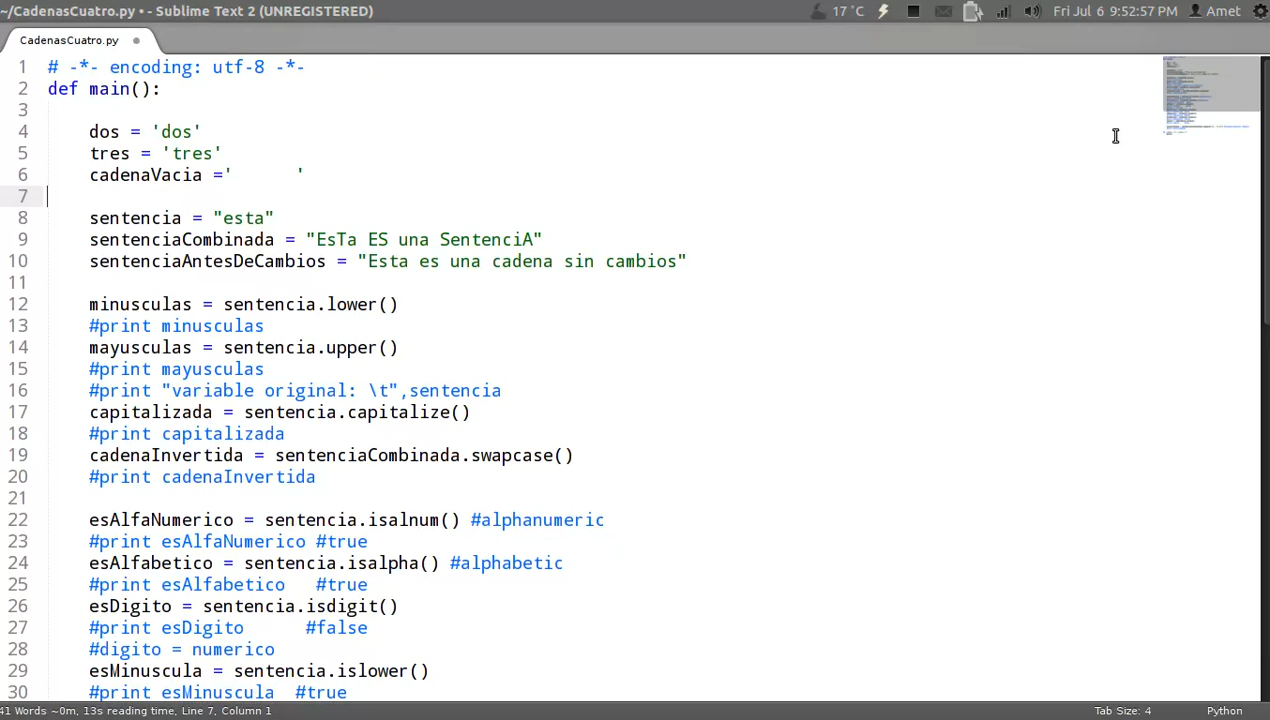 ~/CadenasCuatro.py • - Sublime Text 2 (UNREGISTERED)
17 °C
Fri Jul 6 9:52:57 PM
Amet
CadenasCuatro.py
1 # -*- encoding: utf-8 -*-
2 def main():
3
4 dos = 'dos'
5 tres = 'tres'
6 cadenaVacia ='       '
7
8 sentencia = "esta"
9 sentenciaCombinada = "EsTa ES una SentenciA"
10 sentenciaAntesDeCambios = "Esta es una cadena sin cambios"
11
12 minusculas = sentencia.lower()
13 #print minusculas
14 mayusculas = sentencia.upper()
15 #print mayusculas
16 #print "variable original: \t",sentencia
17 capitalizada = sentencia.capitalize()
18 #print capitalizada
19 cadenaInvertida = sentenciaCombinada.swapcase()
20 #print cadenaInvertida
21
22 esAlfaNumerico = sentencia.isalnum() #alphanumeric
23 #print esAlfaNumerico #true
24 esAlfabetico = sentencia.isalpha() #alphabetic
25 #print esAlfabetico   #true
26 esDigito = sentencia.isdigit()
27 #print esDigito      #false
28 #digito = numerico
29 esMinuscula = sentencia.islower()
30 #print esMinuscula  #true
41 Words ~0m, 13s reading time, Line 7, Column 1
Tab Size: 4
Python